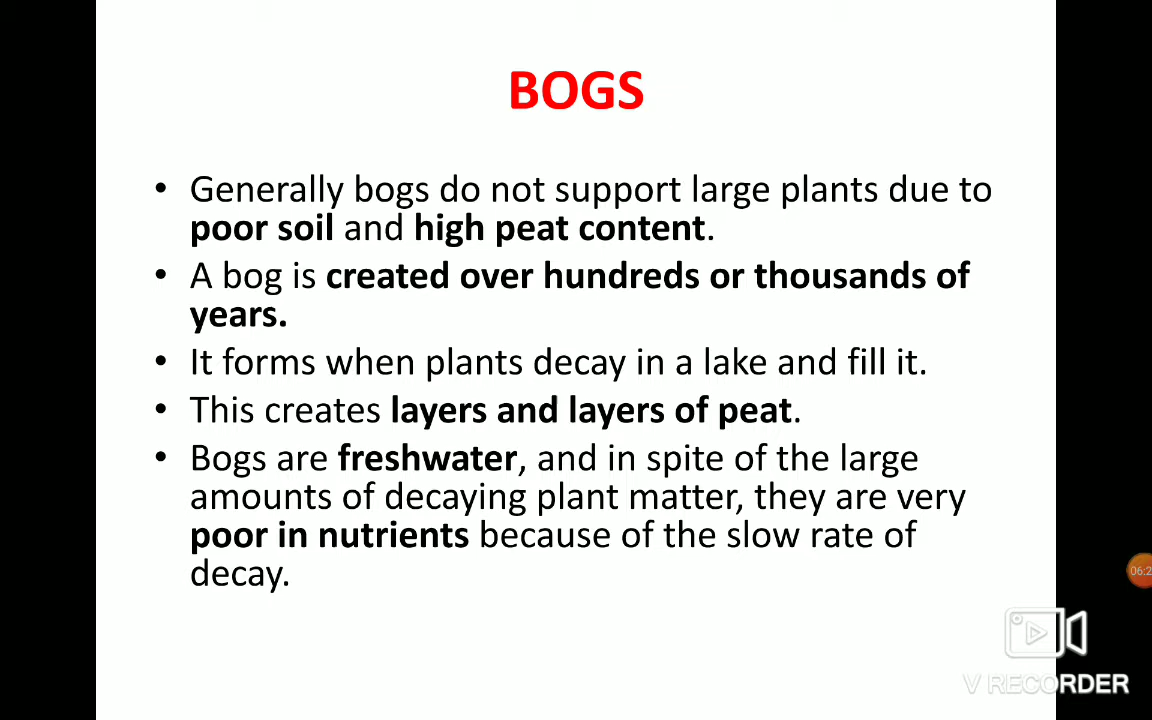 BOGS
• Generally bogs do not support large plants due to
poor soil and high peat content.
• A bog is created over hundreds or thousands of
years.
• It forms when plants decay in a lake and fill it.
• This creates layers and layers of peat.
• Bogs are freshwater, and in spite of the large
amounts of decaying plant matter, they are very
poor in nutrients because of the slow rate of
decay.
06:2
V RECORDER